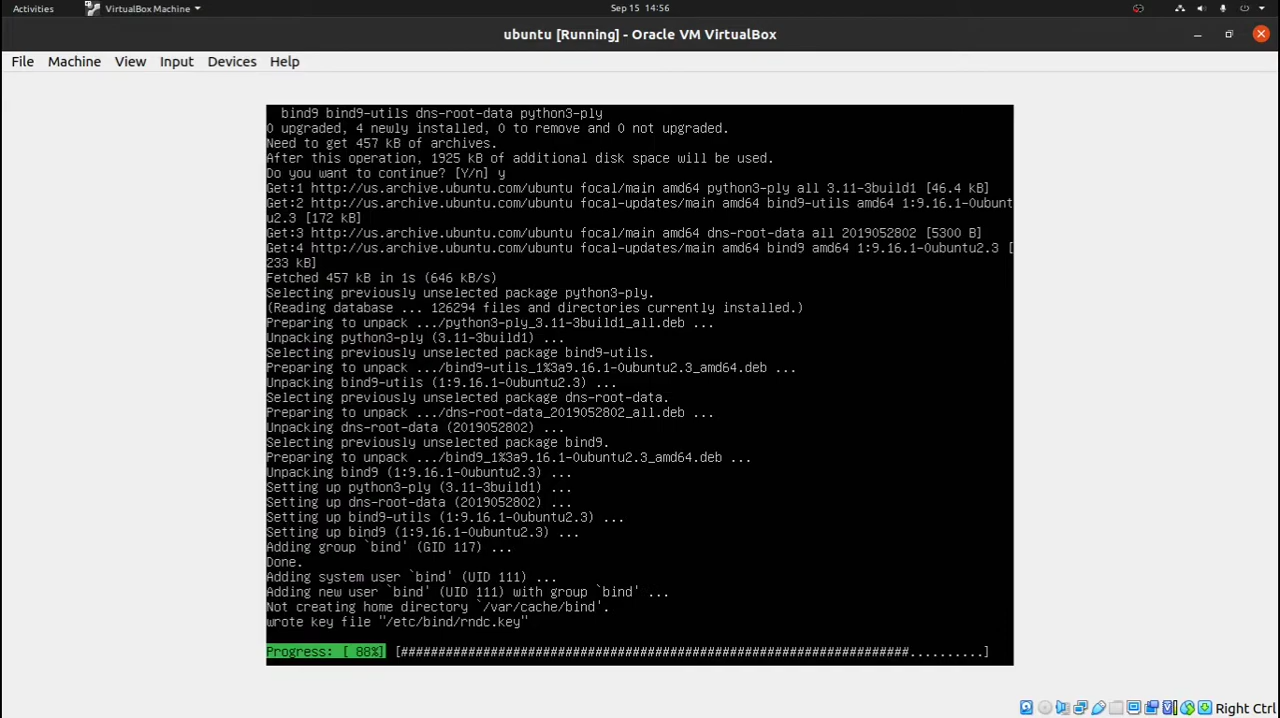 Activities VirtualBox Machine Sep 15 14:56
ubuntu [Running] - Oracle VM VirtualBox
File Machine View Input Devices Help
bind9 bind9-utils dns-root-data python3-ply
0 upgraded, 4 newly installed, 0 to remove and 0 not upgraded.
Need to get 457 kB of archives.
After this operation, 1925 kB of additional disk space will be used.
Do you want to continue? [Y/n] y
Get:1 http://us.archive.ubuntu.com/ubuntu focal/main amd64 python3-ply all 3.11-3build1 [46.4 kB]
Get:2 http://us.archive.ubuntu.com/ubuntu focal-updates/main amd64 bind9-utils amd64 1:9.16.1-0ubunt
u2.3 [172 kB]
Get:3 http://us.archive.ubuntu.com/ubuntu focal/main amd64 dns-root-data all 2019052802 [5300 B]
Get:4 http://us.archive.ubuntu.com/ubuntu focal-updates/main amd64 bind9 amd64 1:9.16.1-0ubuntu2.3 [
233 kB]
Fetched 457 kB in 1s (646 kB/s)
Selecting previously unselected package python3-ply.
(Reading database ... 126294 files and directories currently installed.)
Preparing to unpack .../python3-ply_3.11-3build1_all.deb ...
Unpacking python3-ply (3.11-3build1) ...
Selecting previously unselected package bind9-utils.
Preparing to unpack .../bind9-utils_1%3a9.16.1-0ubuntu2.3_amd64.deb ...
Unpacking bind9-utils (1:9.16.1-0ubuntu2.3) ...
Selecting previously unselected package dns-root-data.
Preparing to unpack .../dns-root-data_2019052802_all.deb ...
Unpacking dns-root-data (2019052802) ...
Selecting previously unselected package bind9.
Preparing to unpack .../bind9_1%3a9.16.1-0ubuntu2.3_amd64.deb ...
Unpacking bind9 (1:9.16.1-0ubuntu2.3) ...
Setting up python3-ply (3.11-3build1) ...
Setting up dns-root-data (2019052802) ...
Setting up bind9-utils (1:9.16.1-0ubuntu2.3) ...
Setting up bind9 (1:9.16.1-0ubuntu2.3) ...
Adding group `bind' (GID 117) ...
Done.
Adding system user `bind' (UID 111) ...
Adding new user `bind' (UID 111) with group `bind' ...
Not creating home directory `/var/cache/bind'.
wrote key file "/etc/bind/rndc.key"
Progress: [ 88%] [####################################################################..........]
Right Ctrl